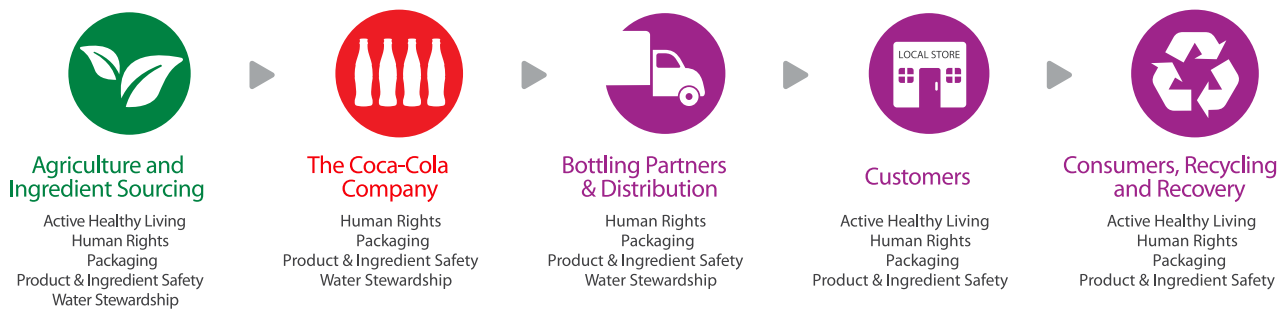 LOCAL STORE
Agriculture and
Ingredient Sourcing
Active Healthy Living
Human Rights
Packaging
Product & Ingredient Safety
Water Stewardship
The Coca-Cola
Company
Human Rights
Packaging
Product & Ingredient Safety
Water Stewardship
Bottling Partners
& Distribution
Human Rights
Packaging
Product & Ingredient Safety
Water Stewardship
Customers
Active Healthy Living
Human Rights
Packaging
Product & Ingredient Safety
Consumers, Recycling
and Recovery
Active Healthy Living
Human Rights
Packaging
Product & Ingredient Safety